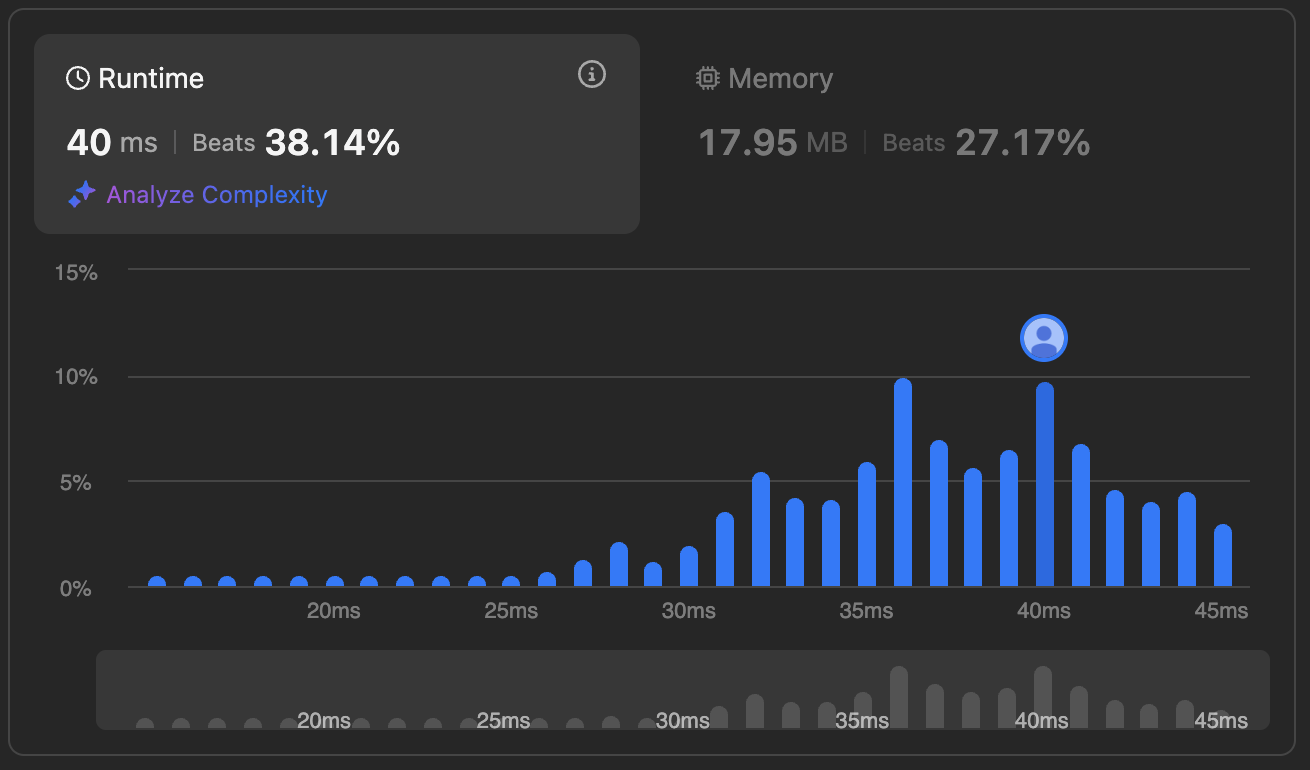 Runtime
40 ms | Beats 38.14%
Analyze Complexity
Memory
17.95 MB | Beats 27.17%
15%
10%
5%
0%
20ms 25ms 30ms 35ms 40ms 45ms
20ms 25ms 30ms 35ms 40ms 45ms